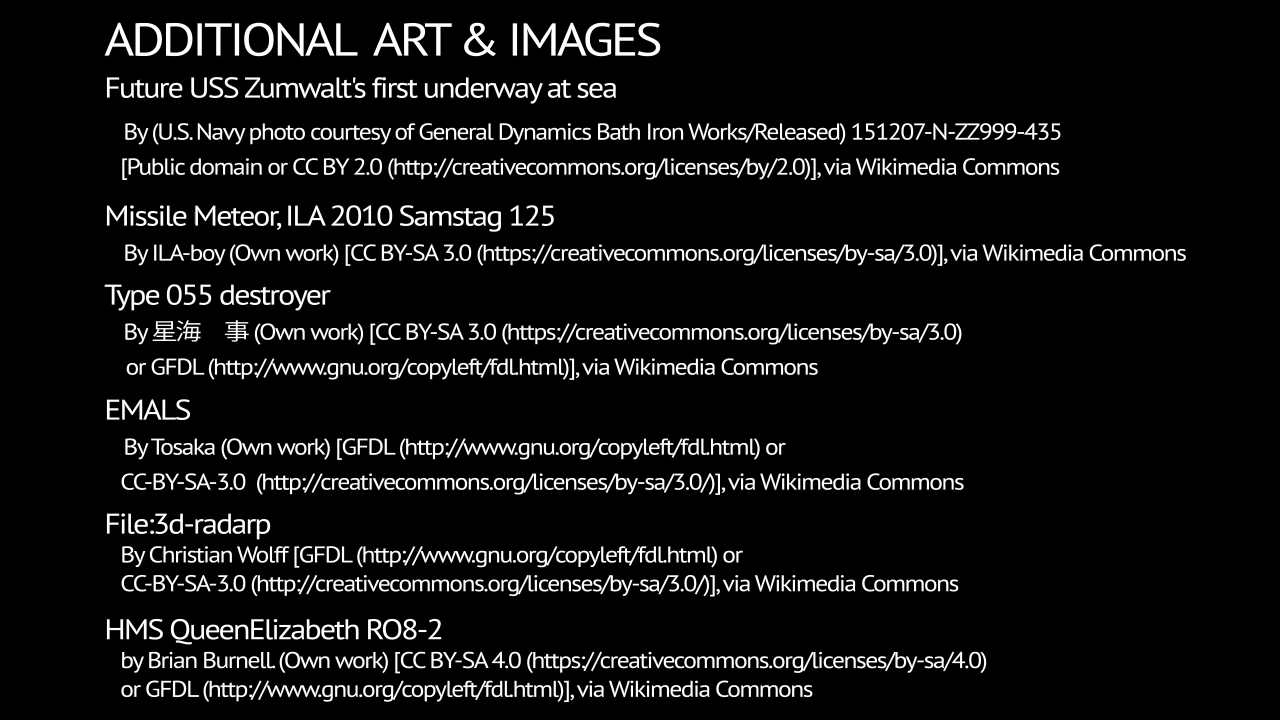 ADDITIONAL ART & IMAGES
Future USS Zumwalt's first underway at sea
By (U.S. Navy photo courtesy of General Dynamics Bath Iron Works/Released) 151207-N-ZZ999-435
[Public domain or CC BY 2.0 (http://creativecommons.org/licenses/by/2.0)], via Wikimedia Commons
Missile Meteor, ILA 2010 Samstag 125
By ILA-boy (Own work) [CC BY-SA 3.0 (https://creativecommons.org/licenses/by-sa/3.0)], via Wikimedia Commons
Type 055 destroyer
By 星海　事 (Own work) [CC BY-SA 3.0 (https://creativecommons.org/licenses/by-sa/3.0)
or GFDL (http://www.gnu.org/copyleft/fdl.html)], via Wikimedia Commons
EMALS
By Tosaka (Own work) [GFDL (http://www.gnu.org/copyleft/fdl.html) or
CC-BY-SA-3.0 (http://creativecommons.org/licenses/by-sa/3.0/)], via Wikimedia Commons
File:3d-radarp
By Christian Wolff [GFDL (http://www.gnu.org/copyleft/fdl.html) or
CC-BY-SA-3.0 (http://creativecommons.org/licenses/by-sa/3.0/)], via Wikimedia Commons
HMS QueenElizabeth RO8-2
by Brian Burnell. (Own work) [CC BY-SA 4.0 (https://creativecommons.org/licenses/by-sa/4.0)
or GFDL (http://www.gnu.org/copyleft/fdl.html)], via Wikimedia Commons